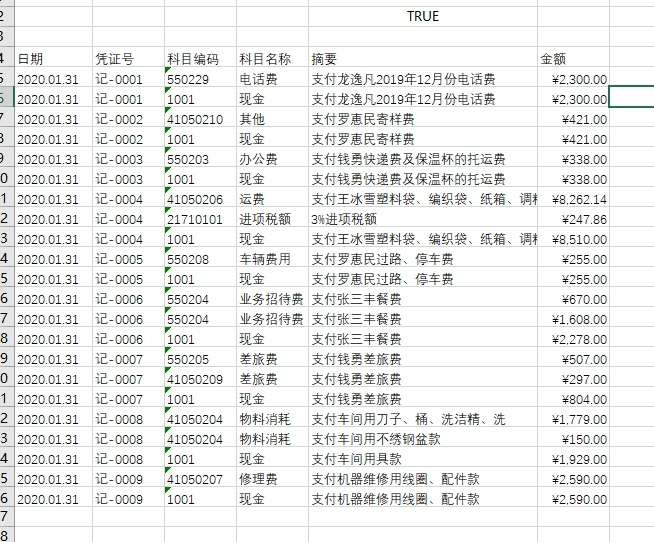 2 TRUE
3
4 日期 凭证号 科目编码 科目名称 摘要 金额
5 2020.01.31 记-0001 550229 电话费 支付龙逸凡2019年12月份电话费 ¥2,300.00
6 2020.01.31 记-0001 1001 现金 支付龙逸凡2019年12月份电话费 ¥2,300.00
7 2020.01.31 记-0002 41050210 其他 支付罗惠民寄样费 ¥421.00
8 2020.01.31 记-0002 1001 现金 支付罗惠民寄样费 ¥421.00
9 2020.01.31 记-0003 550203 办公费 支付钱勇快递费及保温杯的托运费 ¥338.00
0 2020.01.31 记-0003 1001 现金 支付钱勇快递费及保温杯的托运费 ¥338.00
1 2020.01.31 记-0004 41050206 运费 支付王冰雪塑料袋、编织袋、纸箱、调料 ¥8,262.14
2 2020.01.31 记-0004 21710101 进项税额 3%进项税额 ¥247.86
3 2020.01.31 记-0004 1001 现金 支付王冰雪塑料袋、编织袋、纸箱、调料 ¥8,510.00
4 2020.01.31 记-0005 550208 车辆费用 支付罗惠民过路、停车费 ¥255.00
5 2020.01.31 记-0005 1001 现金 支付罗惠民过路、停车费 ¥255.00
6 2020.01.31 记-0006 550204 业务招待费 支付张三丰餐费 ¥670.00
7 2020.01.31 记-0006 550204 业务招待费 支付张三丰餐费 ¥1,608.00
8 2020.01.31 记-0006 1001 现金 支付张三丰餐费 ¥2,278.00
9 2020.01.31 记-0007 550205 差旅费 支付钱勇差旅费 ¥507.00
0 2020.01.31 记-0007 41050209 差旅费 支付钱勇差旅费 ¥297.00
1 2020.01.31 记-0007 1001 现金 支付钱勇差旅费 ¥804.00
2 2020.01.31 记-0008 41050204 物料消耗 支付车间用刀子、桶、洗洁精、洗 ¥1,779.00
3 2020.01.31 记-0008 41050204 物料消耗 支付车间用不绣钢盆款 ¥150.00
4 2020.01.31 记-0008 1001 现金 支付车间用具款 ¥1,929.00
5 2020.01.31 记-0009 41050207 修理费 支付机器维修用线圈、配件款 ¥2,590.00
6 2020.01.31 记-0009 1001 现金 支付机器维修用线圈、配件款 ¥2,590.00
7
8